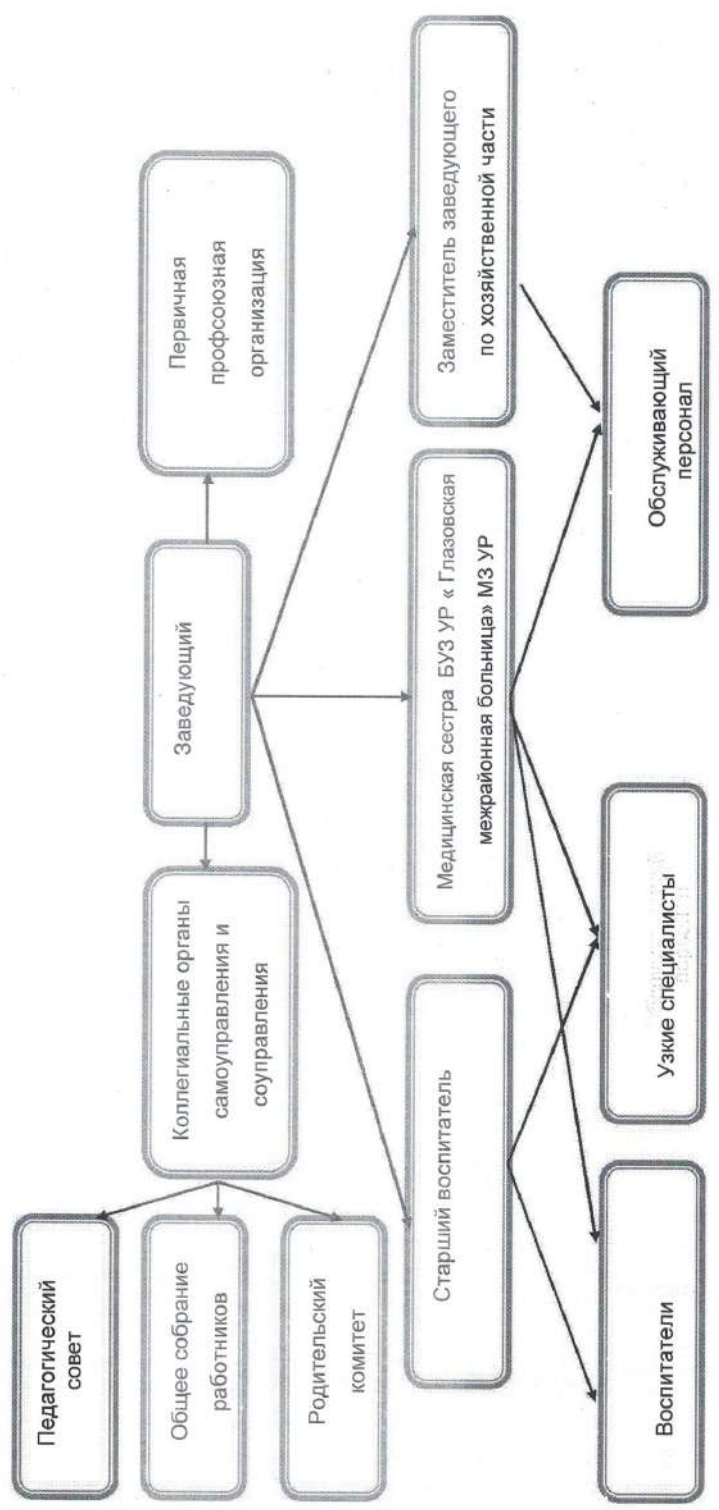 Педагогический
совет
Общее собрание
работников
Родительский
комитет
Коллегиальные органы
самоуправления и
соуправления
Заведующий
Первичная
профсоюзная
организация
Старший воспитатель
Медицинская сестра БУЗ УР « Глазовская
межрайонная больница» МЗ УР
Заместитель заведующего
по хозяйственной части
Воспитатели
Узкие специалисты
Обслуживающий
персонал